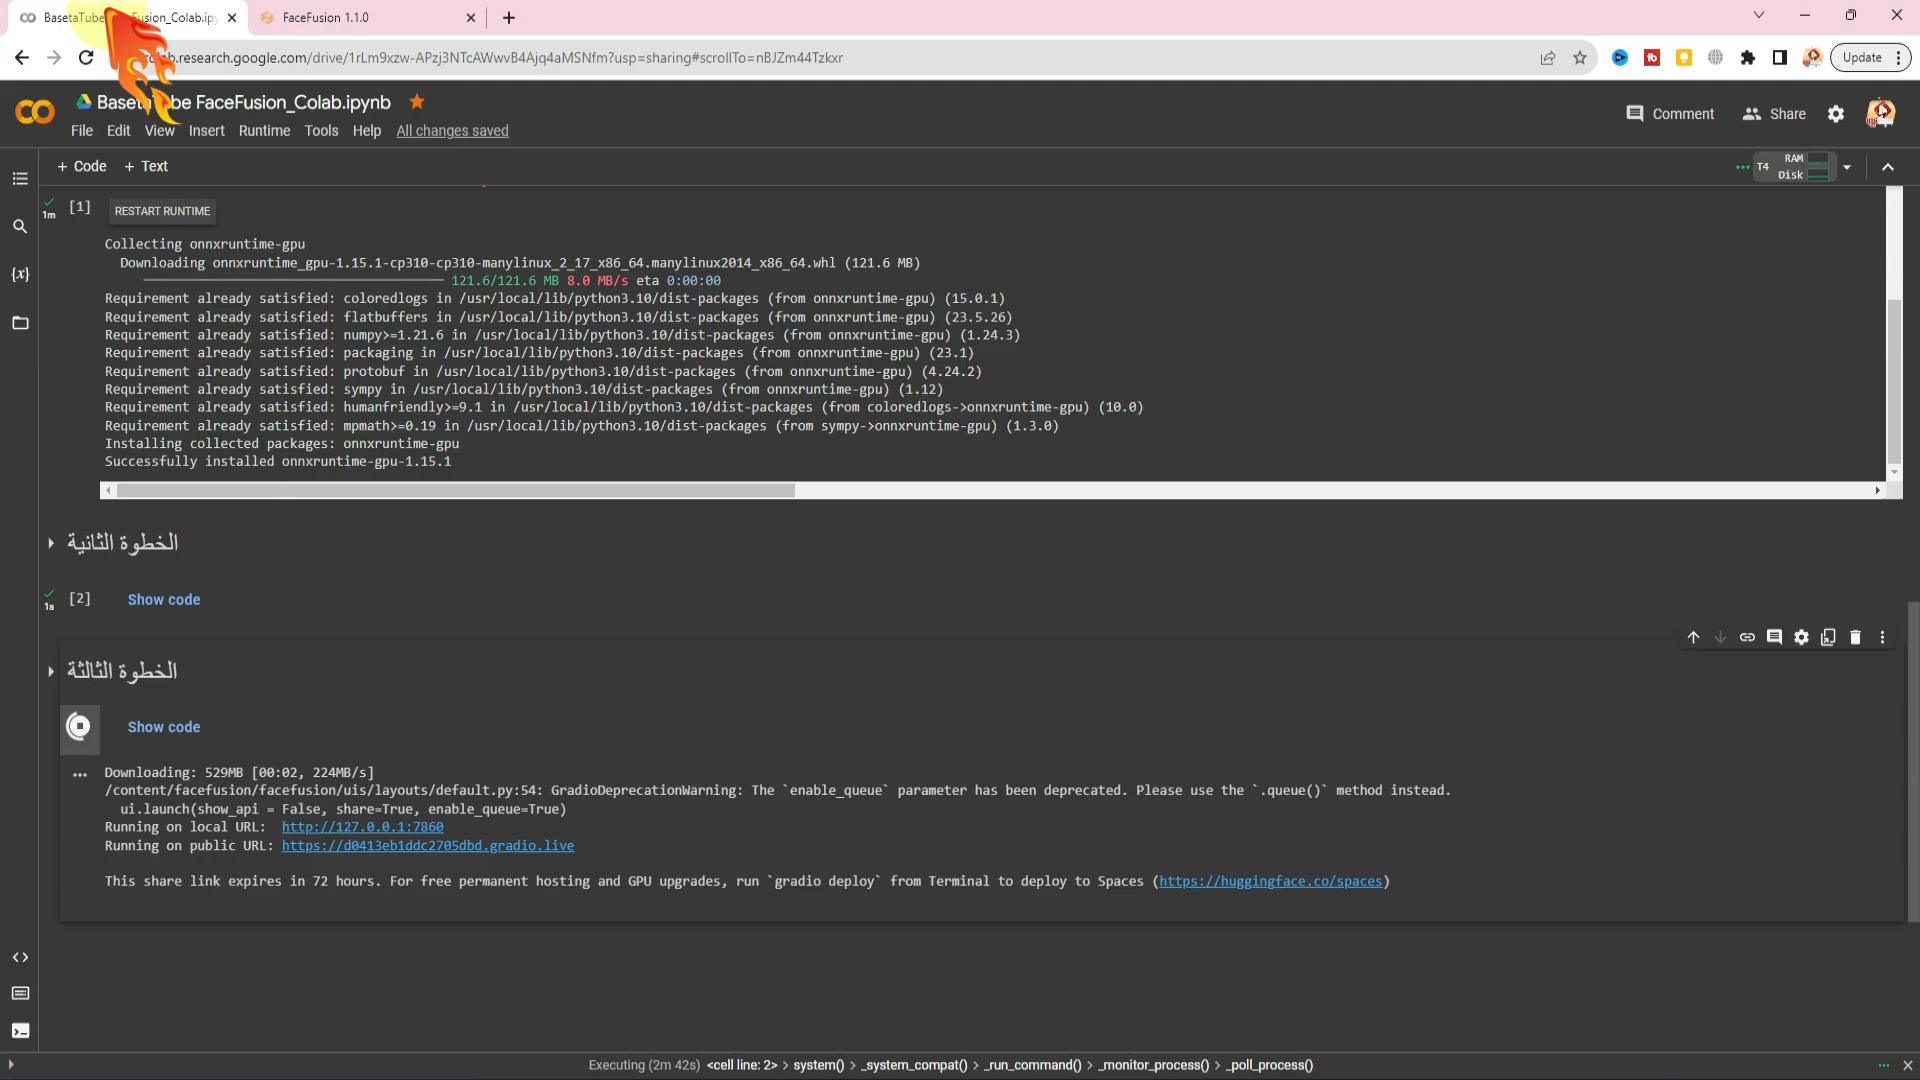 Fusion_Colab.ipy
FaceFusion 1.1.0
.research.google.com/drive/1rLm9xzw-APzj3NTcAWwvB4Ajq4aMSNfm?usp=sharing#scrollTo=nBJZm44Tzkxr
Update
be FaceFusion_Colab.ipynb
File Edit View Insert Runtime Tools Help All changes saved
Comment Share
+ Code + Text
T4 RAM
Disk
1m [1] RESTART RUNTIME
Collecting onnxruntime-gpu
Downloading onnxruntime_gpu-1.15.1-cp310-cp310-manylinux_2_17_x86_64.manylinux2014_x86_64.whl (121.6 MB)
121.6/121.6 MB 8.0 MB/s eta 0:00:00
Requirement already satisfied: coloredlogs in /usr/local/lib/python3.10/dist-packages (from onnxruntime-gpu) (15.0.1)
Requirement already satisfied: flatbuffers in /usr/local/lib/python3.10/dist-packages (from onnxruntime-gpu) (23.5.26)
Requirement already satisfied: numpy>=1.21.6 in /usr/local/lib/python3.10/dist-packages (from onnxruntime-gpu) (1.24.3)
Requirement already satisfied: packaging in /usr/local/lib/python3.10/dist-packages (from onnxruntime-gpu) (23.1)
Requirement already satisfied: protobuf in /usr/local/lib/python3.10/dist-packages (from onnxruntime-gpu) (4.24.2)
Requirement already satisfied: sympy in /usr/local/lib/python3.10/dist-packages (from onnxruntime-gpu) (1.12)
Requirement already satisfied: humanfriendly>=9.1 in /usr/local/lib/python3.10/dist-packages (from coloredlogs->onnxruntime-gpu) (10.0)
Requirement already satisfied: mpmath>=0.19 in /usr/local/lib/python3.10/dist-packages (from sympy->onnxruntime-gpu) (1.3.0)
Installing collected packages: onnxruntime-gpu
Successfully installed onnxruntime-gpu-1.15.1
الخطوة الثانية
1s [2] Show code
الخطوة الثالثة
Show code
Downloading: 529MB [00:02, 224MB/s]
/content/facefusion/facefusion/uis/layouts/default.py:54: GradioDeprecationWarning: The `enable_queue` parameter has been deprecated. Please use the `.queue()` method instead.
ui.launch(show_api = False, share=True, enable_queue=True)
Running on local URL: http://127.0.0.1:7860
Running on public URL: https://d0413eb1ddc2705dbd.gradio.live
This share link expires in 72 hours. For free permanent hosting and GPU upgrades, run `gradio deploy` from Terminal to deploy to Spaces (https://huggingface.co/spaces)
Executing (2m 42s) <cell line: 2> > system() > _system_compat() > _run_command() > _monitor_process() > _poll_process()